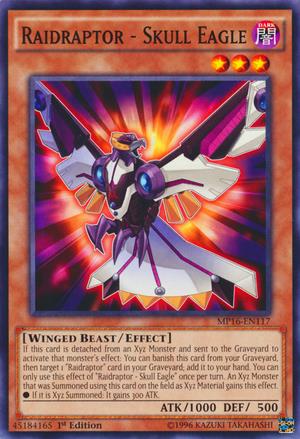 RAIDRAPTOR - SKULL EAGLE
DARK
闇
MP16-EN117
[WINGED BEAST/EFFECT]
If this card is detached from an Xyz Monster and sent to the Graveyard to
activate that monster's effect: You can banish this card from your Graveyard,
then target 1 "Raidraptor" card in your Graveyard; add it to your hand. You can
only use this effect of "Raidraptor - Skull Eagle" once per turn. An Xyz Monster
that was Summoned using this card on the field as Xyz Material gains this effect.
● If it is Xyz Summoned: It gains 300 ATK.
ATK/1000 DEF/ 500
45184165 1st Edition ©1996 KAZUKI TAKAHASHI